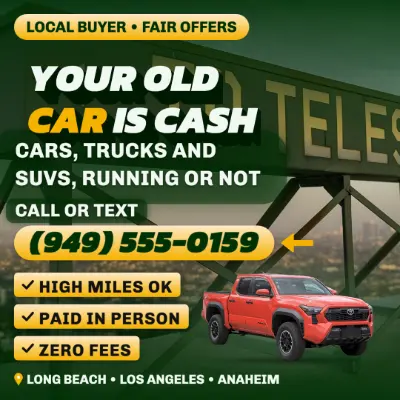 LOCAL BUYER • FAIR OFFERS
YOUR OLD
CAR IS CASH
CARS, TRUCKS AND
SUVS, RUNNING OR NOT
CALL OR TEXT
(949) 555-0159
HIGH MILES OK
PAID IN PERSON
ZERO FEES
LONG BEACH • LOS ANGELES • ANAHEIM